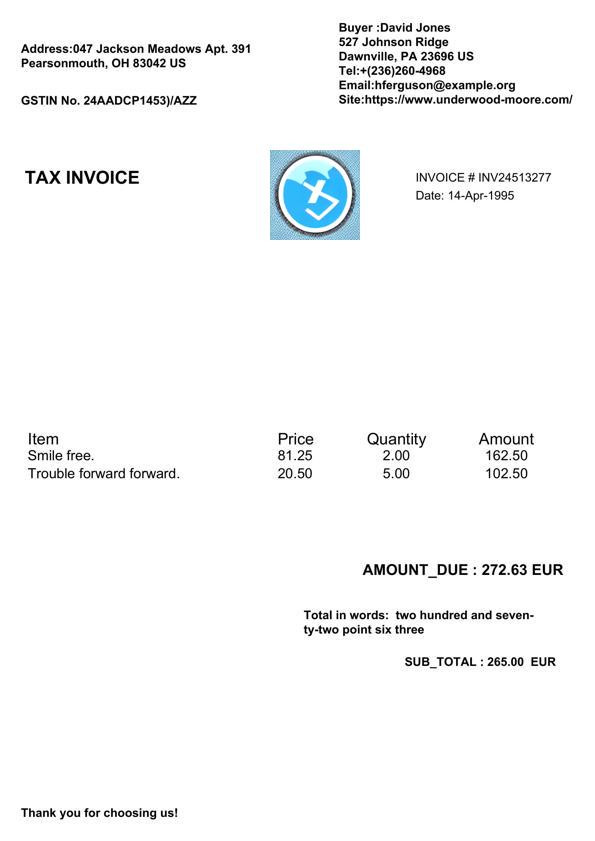 Address:047 Jackson Meadows Apt. 391
Pearsonmouth, OH 83042 US
GSTIN No. 24AADCP1453)/AZZ
Buyer :David Jones
527 Johnson Ridge
Dawnville, PA 23696 US
Tel:+(236)260-4968
Email:hferguson@example.org
Site:https://www.underwood-moore.com/
TAX INVOICE
INVOICE # INV24513277
Date: 14-Apr-1995
Item Price Quantity Amount
Smile free. 81.25 2.00 162.50
Trouble forward forward. 20.50 5.00 102.50
AMOUNT_DUE : 272.63 EUR
Total in words: two hundred and seven-
ty-two point six three
SUB_TOTAL : 265.00 EUR
Thank you for choosing us!